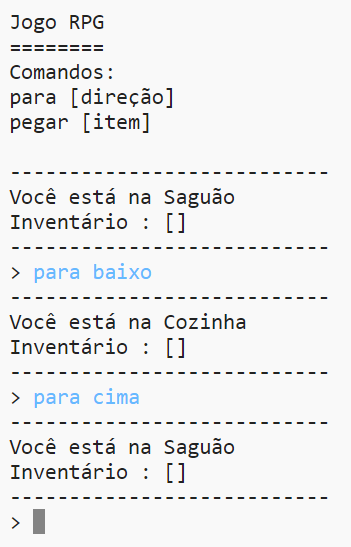 Jogo RPG
========
Comandos:
para [direção]
pegar [item]
---------------------------
Você está na Saguão
Inventário : []
---------------------------
> para baixo
---------------------------
Você está na Cozinha
Inventário : []
---------------------------
> para cima
---------------------------
Você está na Saguão
Inventário : []
---------------------------
>